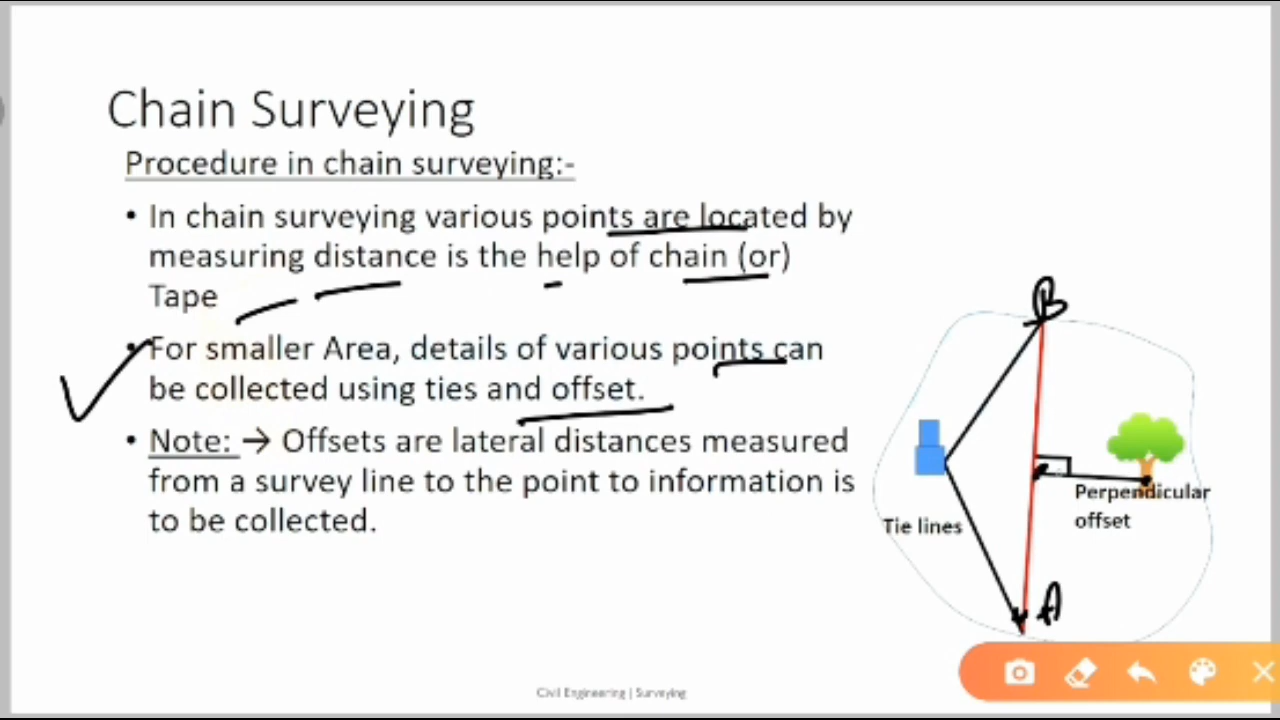 Chain Surveying
Procedure in chain surveying:-
• In chain surveying various points are located by
measuring distance is the help of chain (or)
Tape
• For smaller Area, details of various points can
be collected using ties and offset.
• Note: → Offsets are lateral distances measured
from a survey line to the point to information is
to be collected.
B
Perpendicular
offset
Tie lines
A
Civil Engineering | Surveying